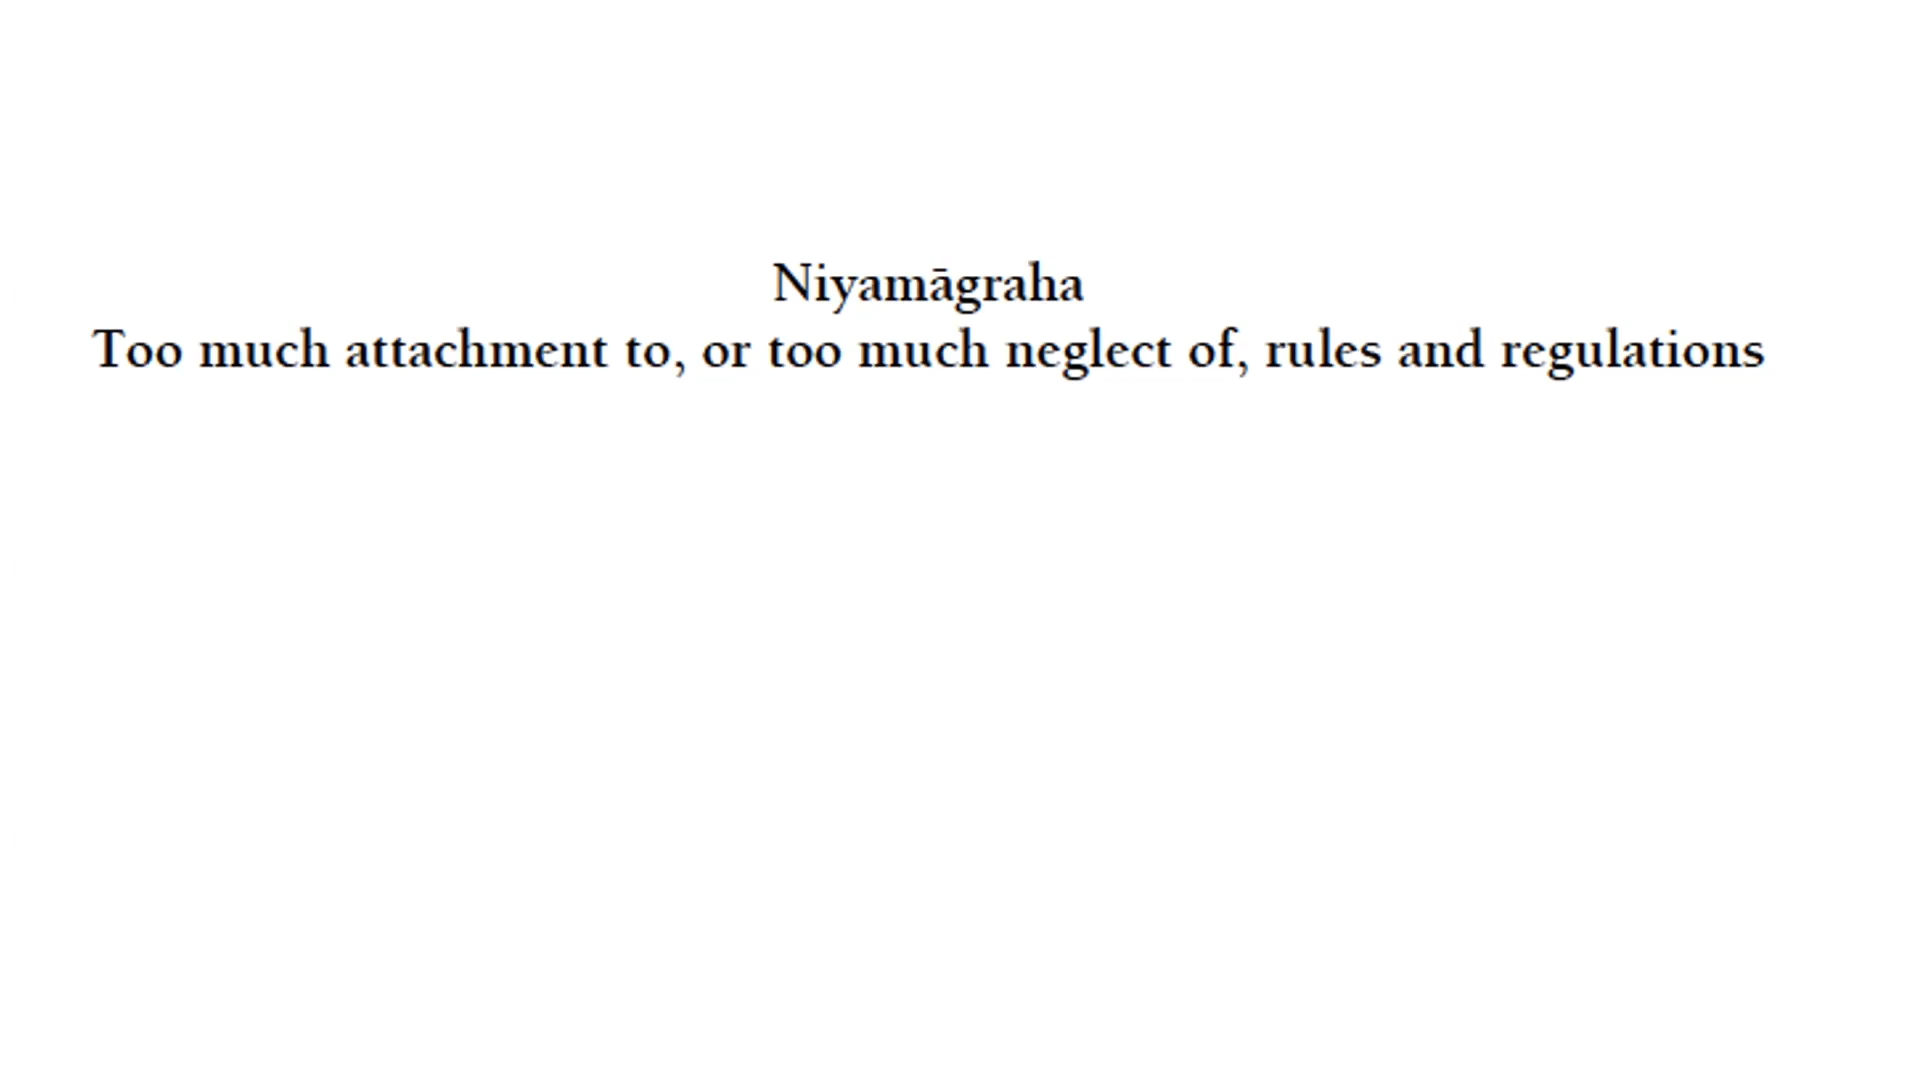 Niyamāgraha
Too much attachment to, or too much neglect of, rules and regulations